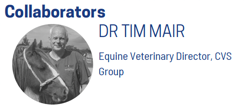 Collaborators
DR TIM MAIR
Equine Veterinary Director, CVS
Group